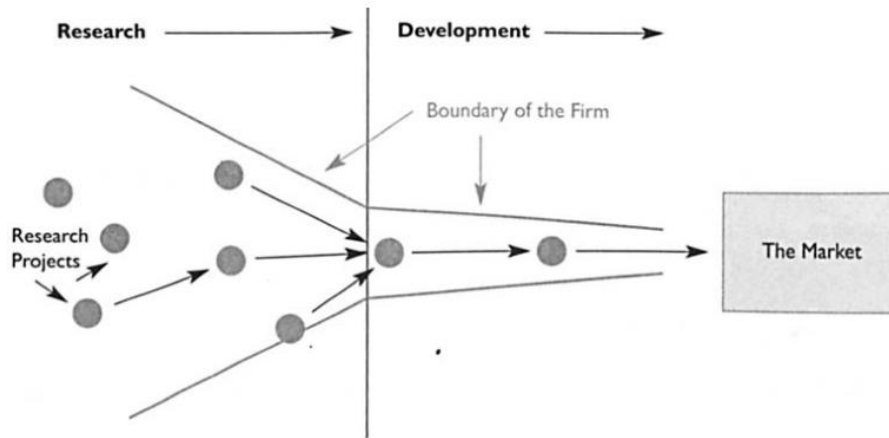 Research
Development
Boundary of the Firm
Research
Projects
The Market